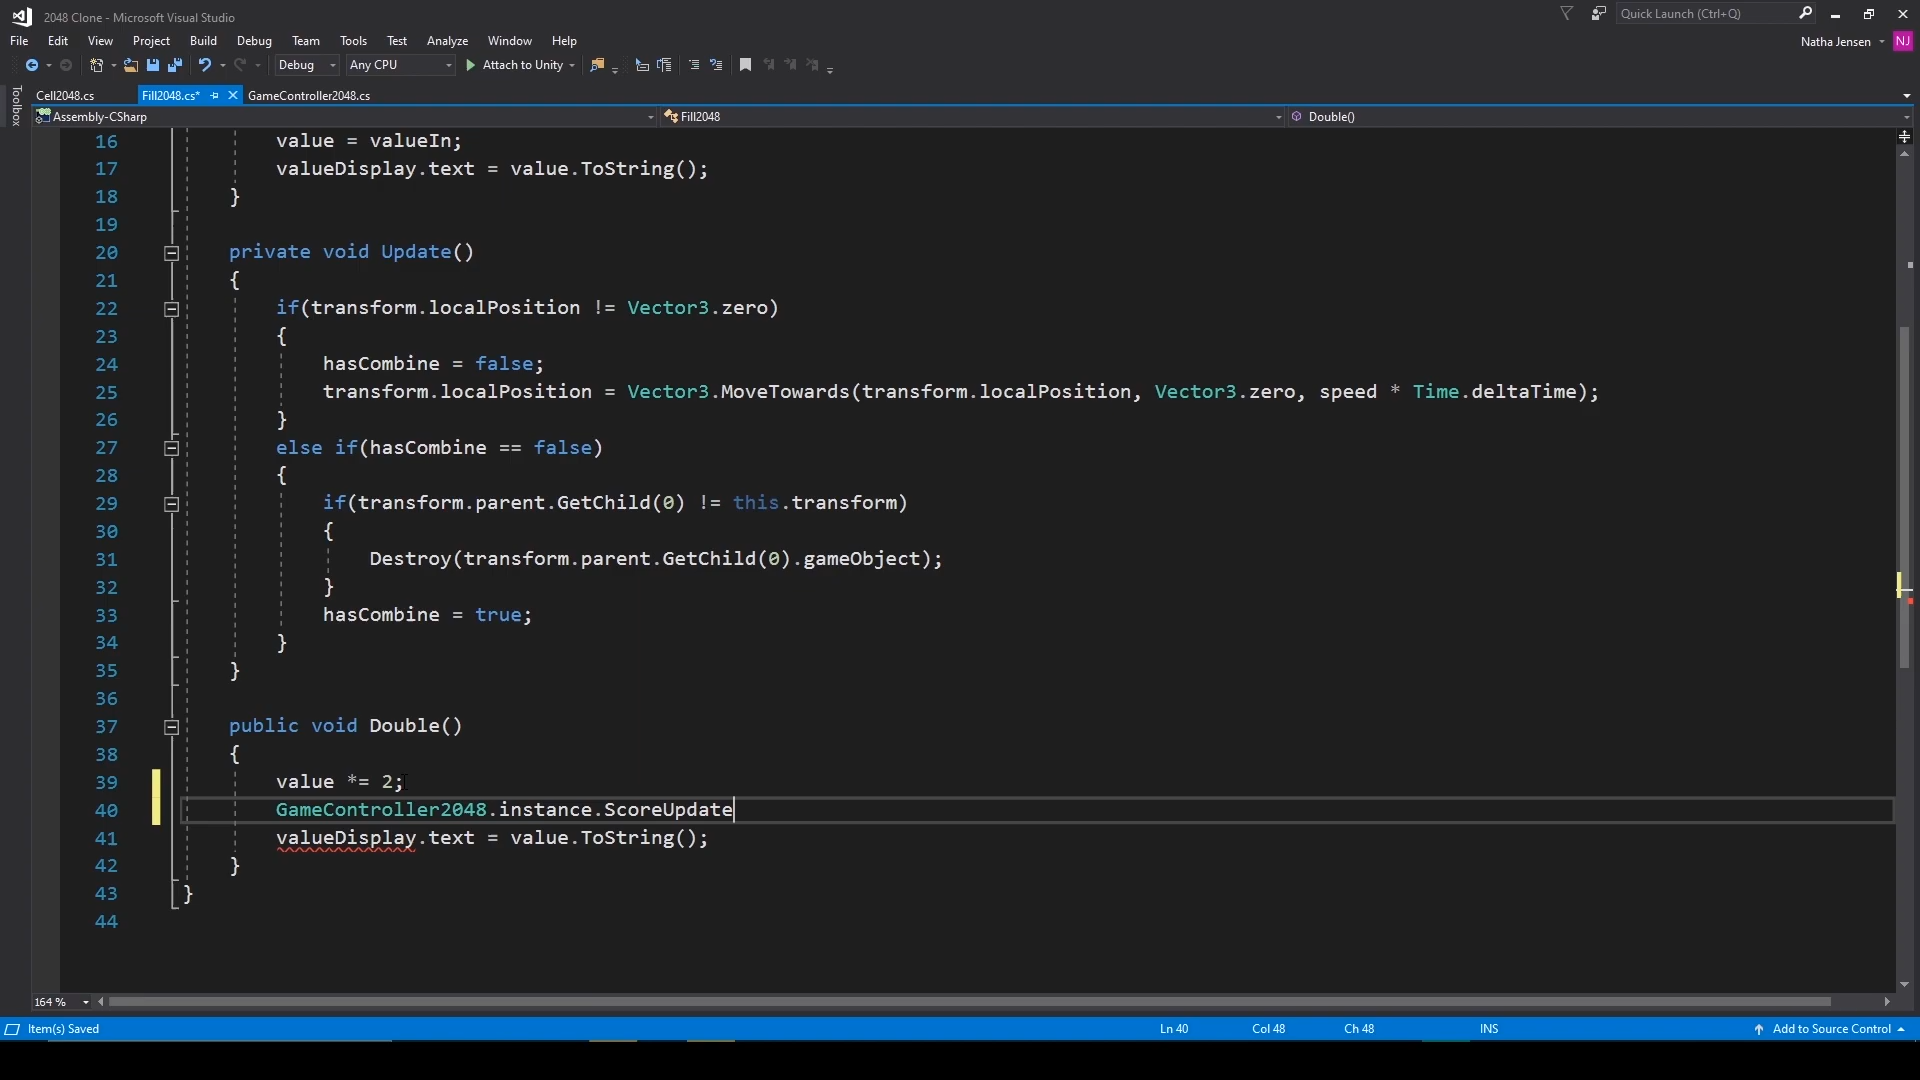 2048 Clone - Microsoft Visual Studio
Quick Launch (Ctrl+Q)
File Edit View Project Build Debug Team Tools Test Analyze Window Help
Natha Jensen NJ
Debug Any CPU Attach to Unity
Toolbox
Cell2048.cs Fill2048.cs* GameController2048.cs
Assembly-CSharp Fill2048 Double()
16 value = valueIn;
17 valueDisplay.text = value.ToString();
18 }
19
20 private void Update()
21 {
22 if(transform.localPosition != Vector3.zero)
23 {
24 hasCombine = false;
25 transform.localPosition = Vector3.MoveTowards(transform.localPosition, Vector3.zero, speed * Time.deltaTime);
26 }
27 else if(hasCombine == false)
28 {
29 if(transform.parent.GetChild(0) != this.transform)
30 {
31 Destroy(transform.parent.GetChild(0).gameObject);
32 }
33 hasCombine = true;
34 }
35 }
36
37 public void Double()
38 {
39 value *= 2;
40 GameController2048.instance.ScoreUpdate
41 valueDisplay.text = value.ToString();
42 }
43 }
44
164 %
Item(s) Saved Ln 40 Col 48 Ch 48 INS Add to Source Control